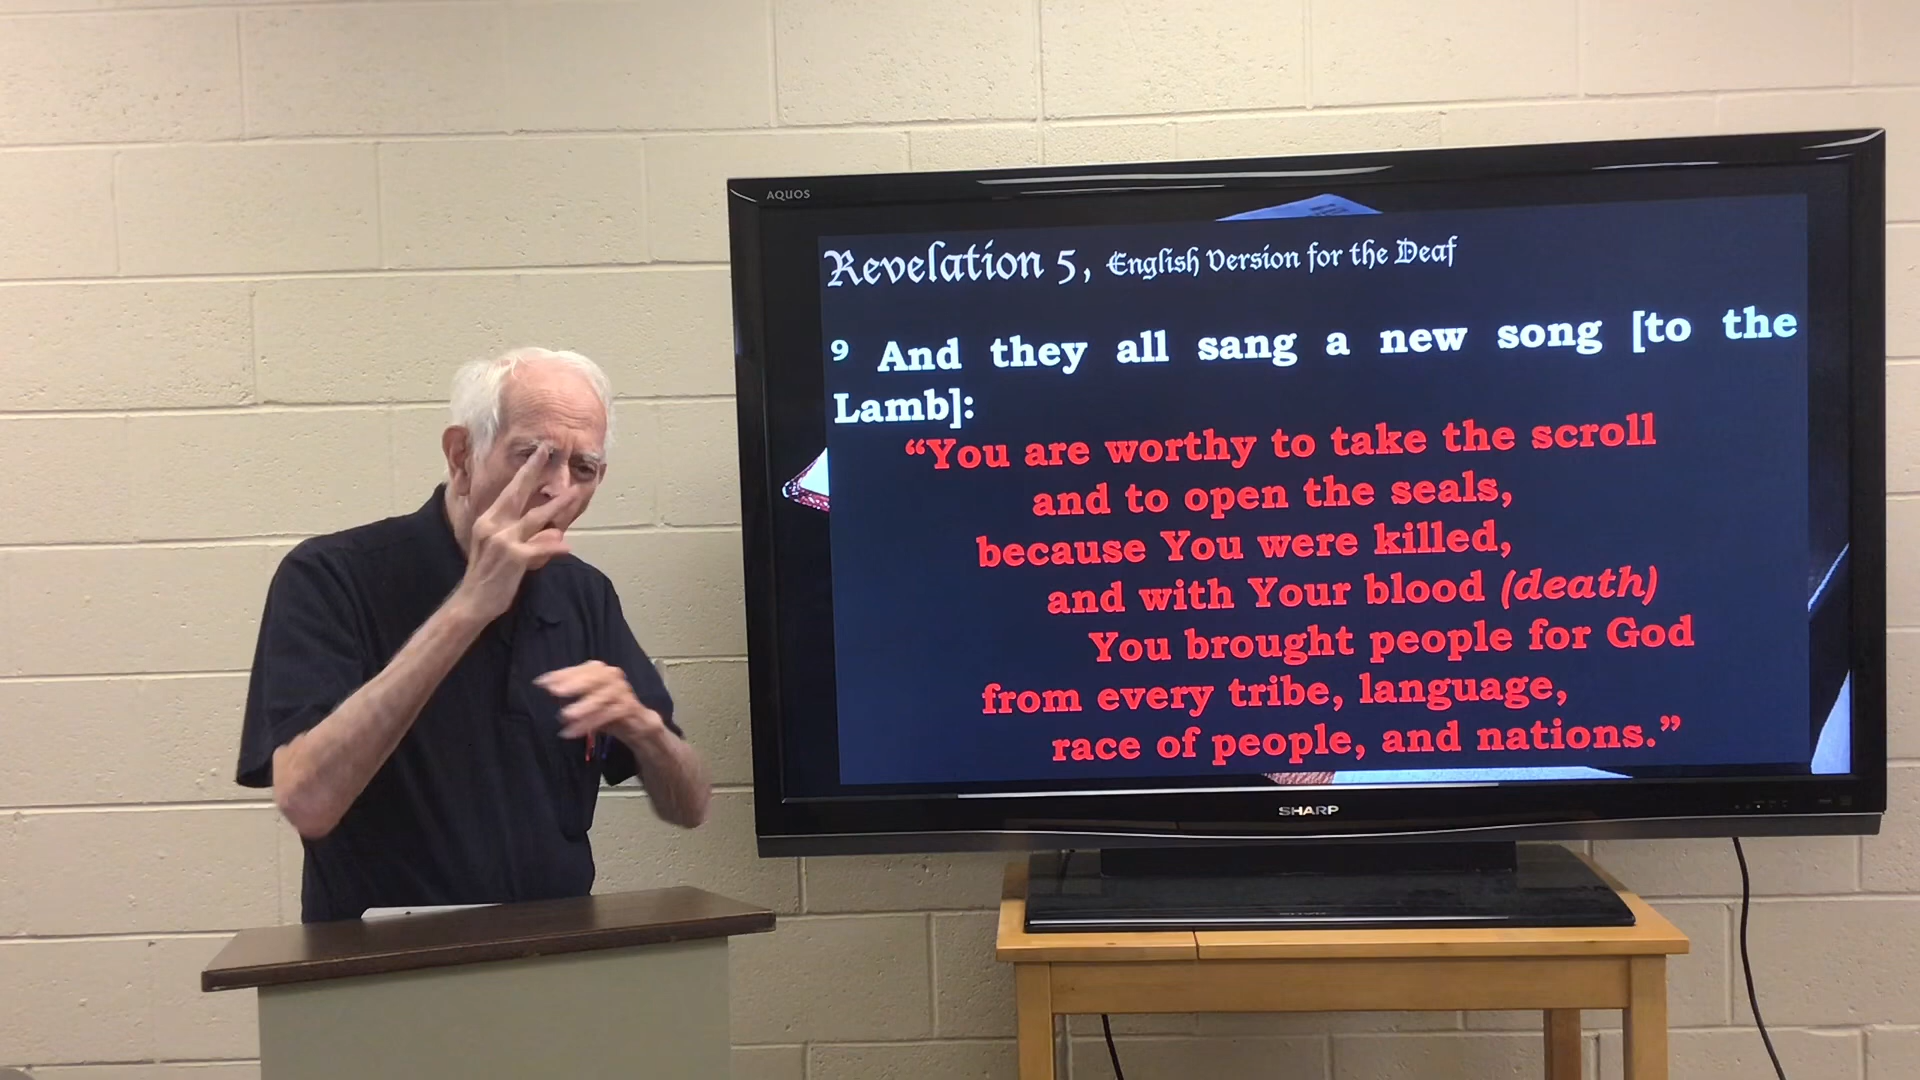 AQUOS
Revelation 5, English Version for the Deaf
9 And they all sang a new song [to the
Lamb]:
“You are worthy to take the scroll
and to open the seals,
because You were killed,
and with Your blood (death)
You brought people for God
from every tribe, language,
race of people, and nations.”
SHARP